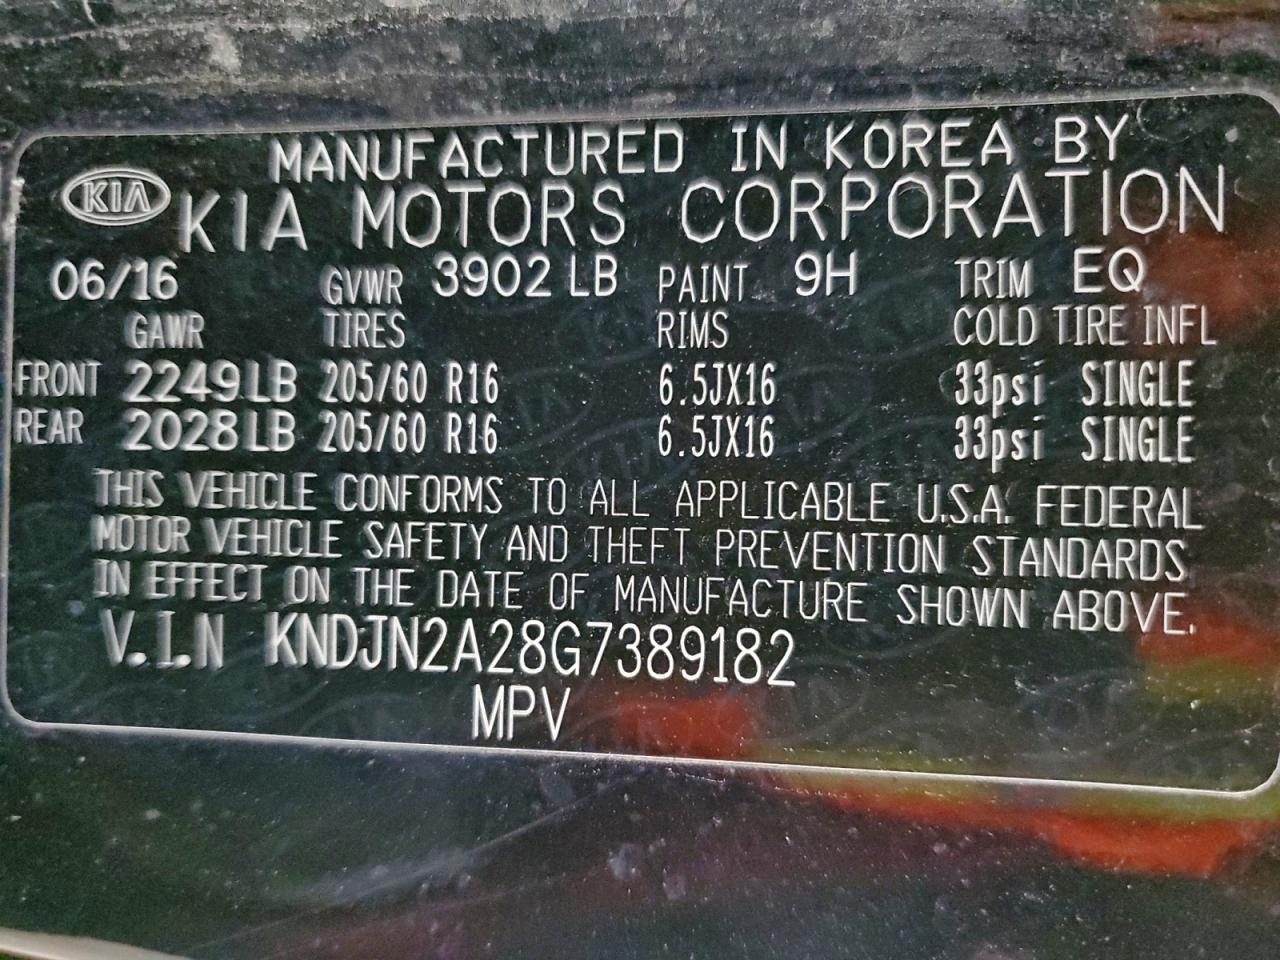 MANUFACTURED IN KOREA BY
KIA KIA MOTORS CORPORATION
06/16 GVWR 3902 LB PAINT 9H TRIM EQ
GAWR TIRES RIMS COLD TIRE INFL
FRONT 2249 LB 205/60 R16 6.5JX16 33psi SINGLE
REAR 2028 LB 205/60 R16 6.5JX16 33psi SINGLE
THIS VEHICLE CONFORMS TO ALL APPLICABLE U.S.A. FEDERAL
MOTOR VEHICLE SAFETY AND THEFT PREVENTION STANDARDS
IN EFFECT ON THE DATE OF MANUFACTURE SHOWN ABOVE.
V.I.N KNDJN2A28G7389182
MPV